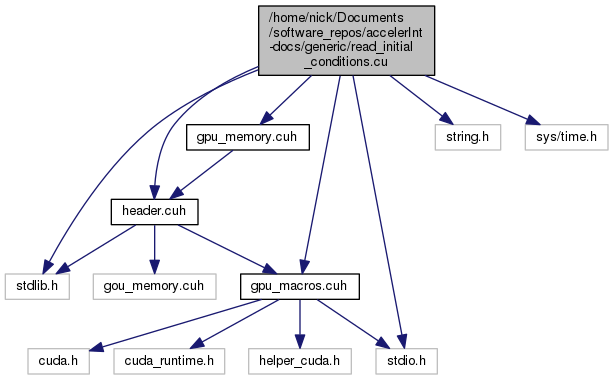 /home/nick/Documents
/software_repos/accelerInt
-docs/generic/read_initial
_conditions.cu
gpu_memory.cuh
string.h
sys/time.h
header.cuh
stdlib.h
gou_memory.cuh
gpu_macros.cuh
cuda.h
cuda_runtime.h
helper_cuda.h
stdio.h